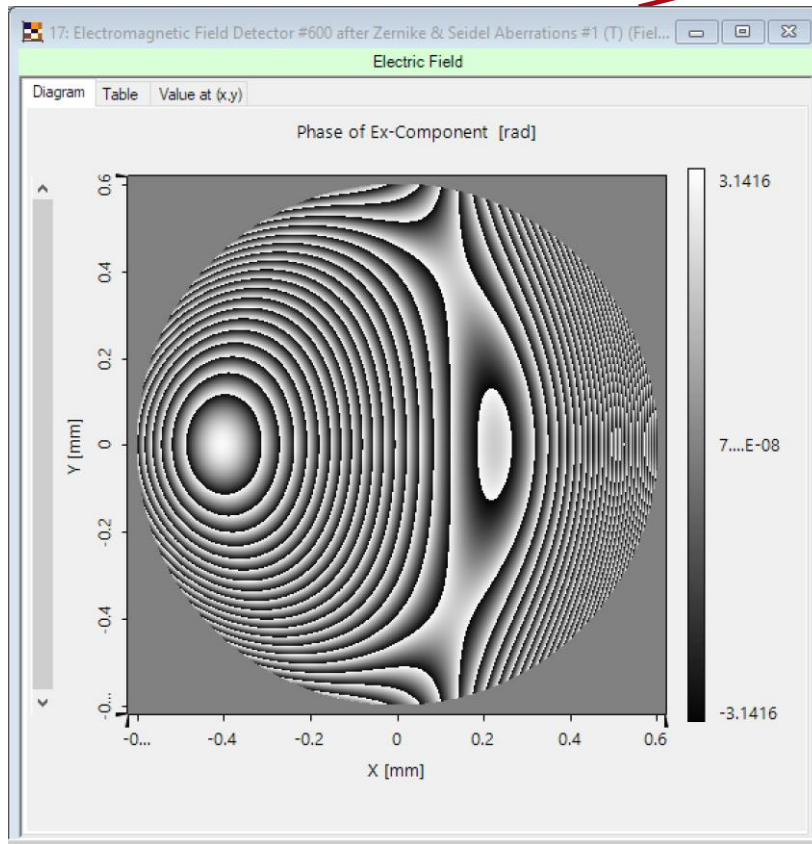 17: Electromagnetic Field Detector #600 after Zernike & Seidel Aberrations #1 (T) (Fiel...
Electric Field
Diagram Table Value at (x,y)
Phase of Ex-Component [rad]
3.1416
7....E-08
-3.1416
Y [mm]
0.6
0.4
0.2
0
-0.2
-0.4
-0...
-0... -0.4 -0.2 0 0.2 0.4 0.6
X [mm]